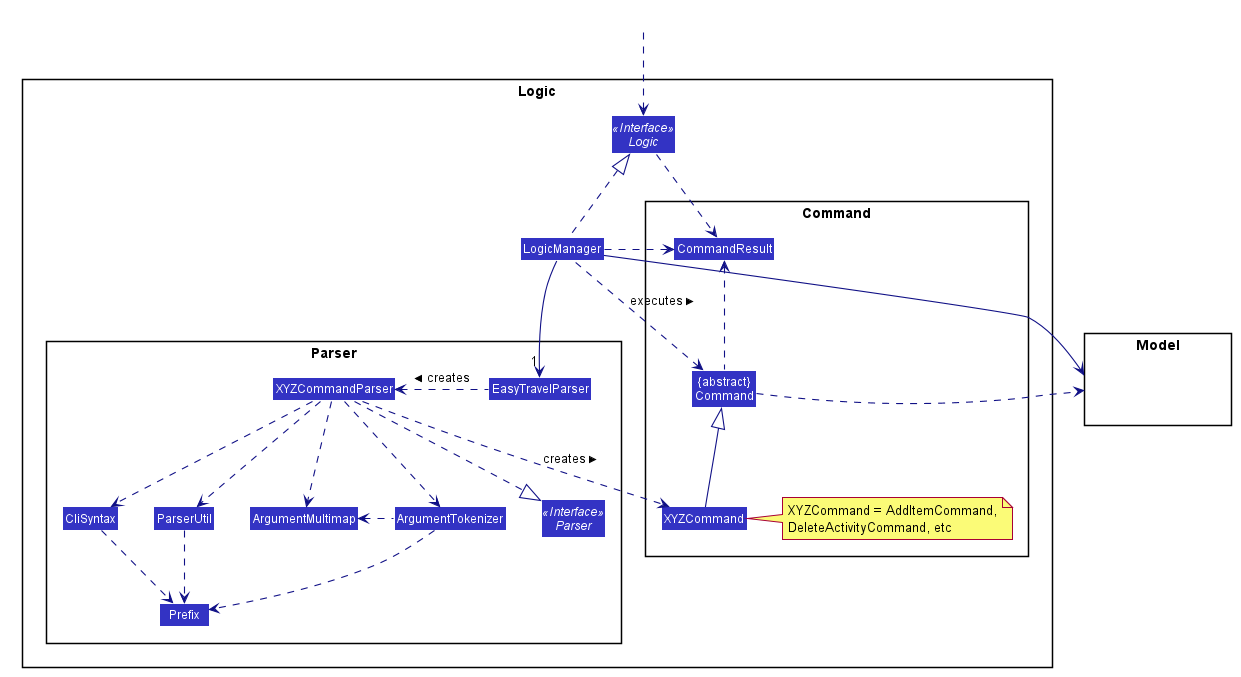 Logic
«Interface»
Logic
Command
LogicManager
CommandResult
executes ►
Model
Parser
1
{abstract}
Command
XYZCommandParser
◄ creates
EasyTravelParser
creates ►
CliSyntax
ParserUtil
ArgumentMultimap
ArgumentTokenizer
«Interface»
Parser
XYZCommand
XYZCommand = AddItemCommand,
DeleteActivityCommand, etc
Prefix